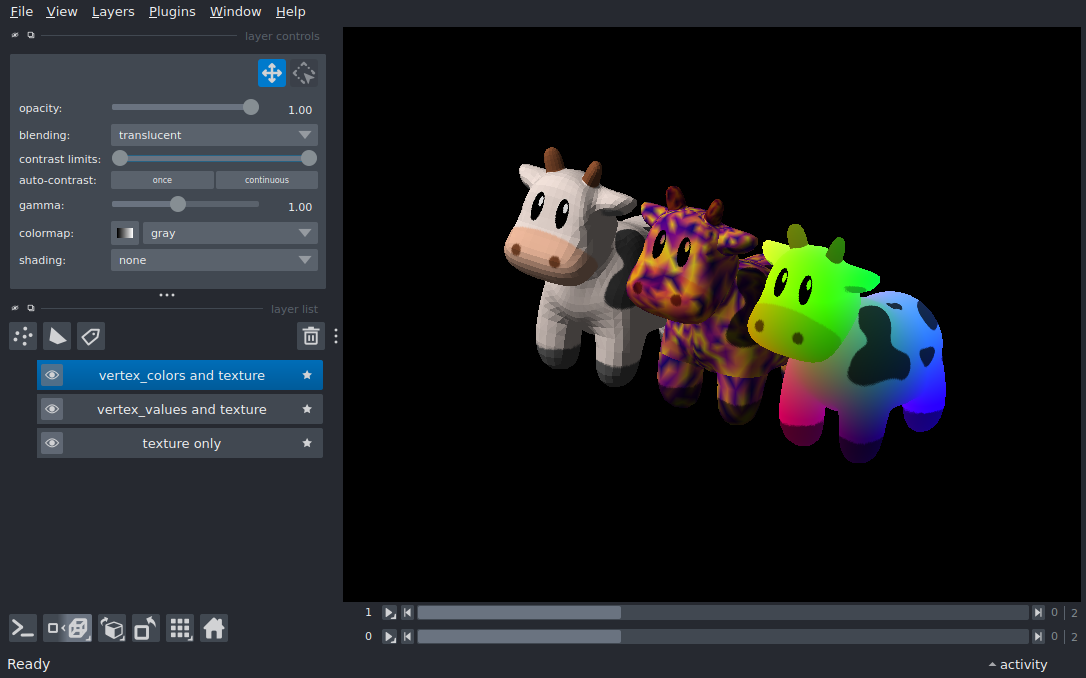 File View Layers Plugins Window Help
layer controls
opacity: 1.00
blending: translucent
contrast limits:
auto-contrast: once continuous
gamma: 1.00
colormap: gray
shading: none
layer list
vertex_colors and texture
vertex_values and texture
texture only
1 0 | 2
0 0 | 2
Ready activity